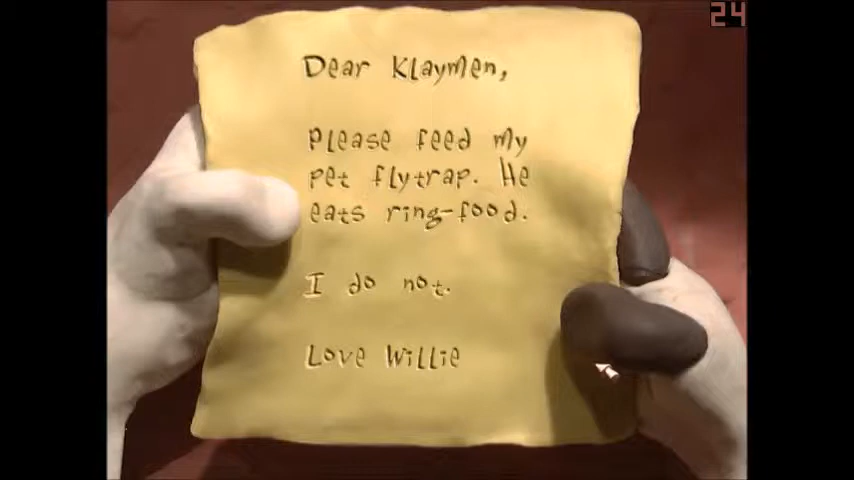 24
Dear Klaymen,
Please feed my
pet flytrap. He
eats ring-food.
I do not.
Love Willie